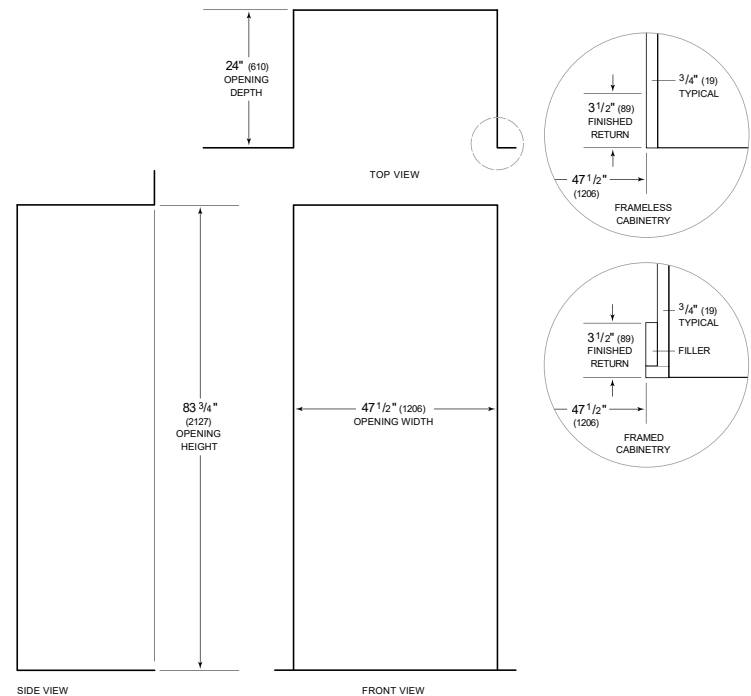 24" (610)
OPENING
DEPTH
TOP VIEW
3/4" (19)
TYPICAL
3 1/2" (89)
FINISHED
RETURN
47 1/2"
(1206)
FRAMELESS
CABINETRY
3/4" (19)
TYPICAL
3 1/2" (89)
FINISHED
RETURN
FILLER
47 1/2"
(1206)
FRAMED
CABINETRY
83 3/4"
(2127)
OPENING
HEIGHT
47 1/2" (1206)
OPENING WIDTH
SIDE VIEW
FRONT VIEW